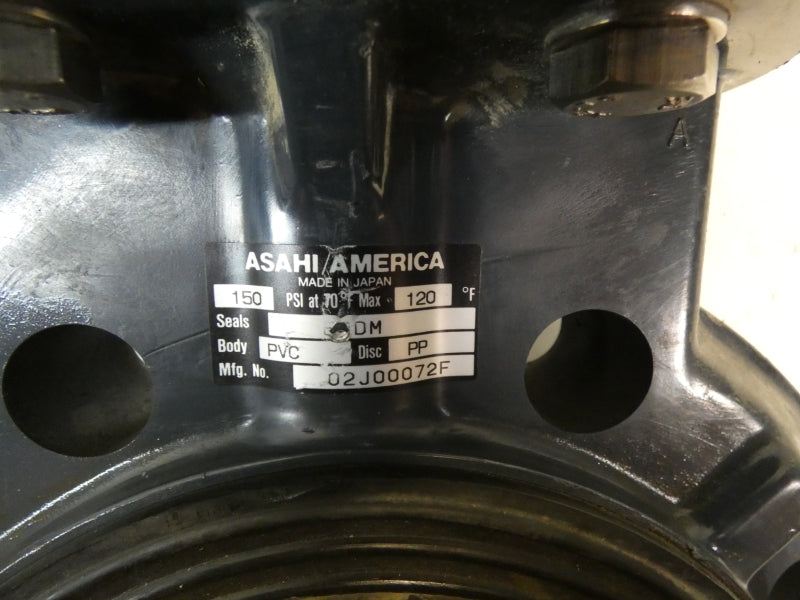 A
ASAHI/AMERICA
MADE IN JAPAN
150 PSI at 70 °F Max 120 °F
Seals
Body PVC Disc PP
Mfg. No. 02J00072F